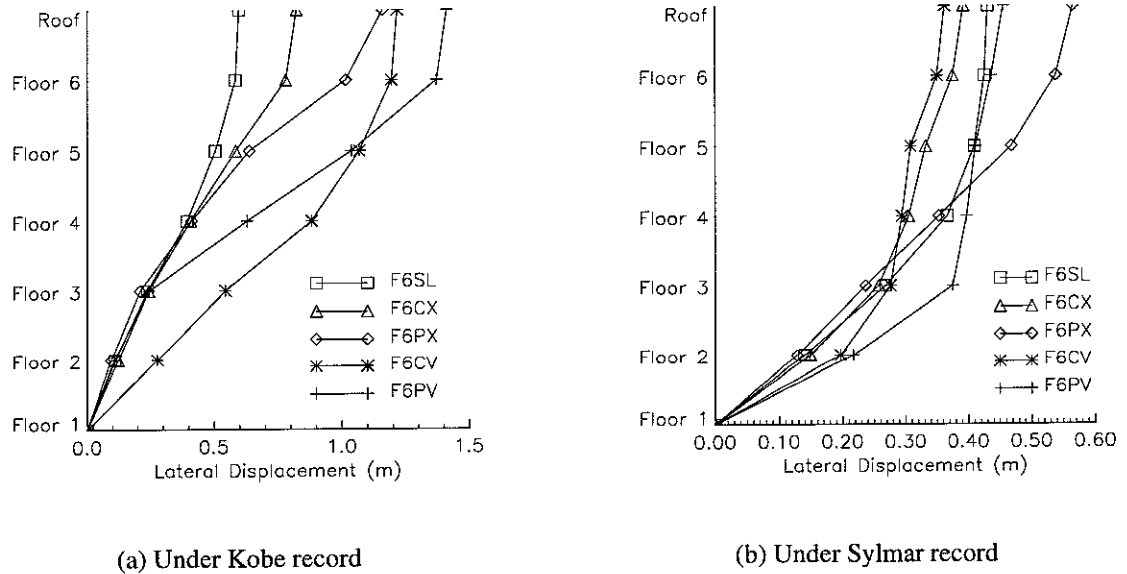 Roof
Floor 6
Floor 5
Floor 4
Floor 3
Floor 2
Floor 1
F6SL
F6CX
F6PX
F6CV
F6PV
0.0 0.5 1.0 1.5
Lateral Displacement (m)
(a) Under Kobe record
Roof
Floor 6
Floor 5
Floor 4
Floor 3
Floor 2
Floor 1
F6SL
F6CX
F6PX
F6CV
F6PV
0.00 0.20 0.30 0.40 0.50 0.60
Lateral Displacement (m)
(b) Under Sylmar record